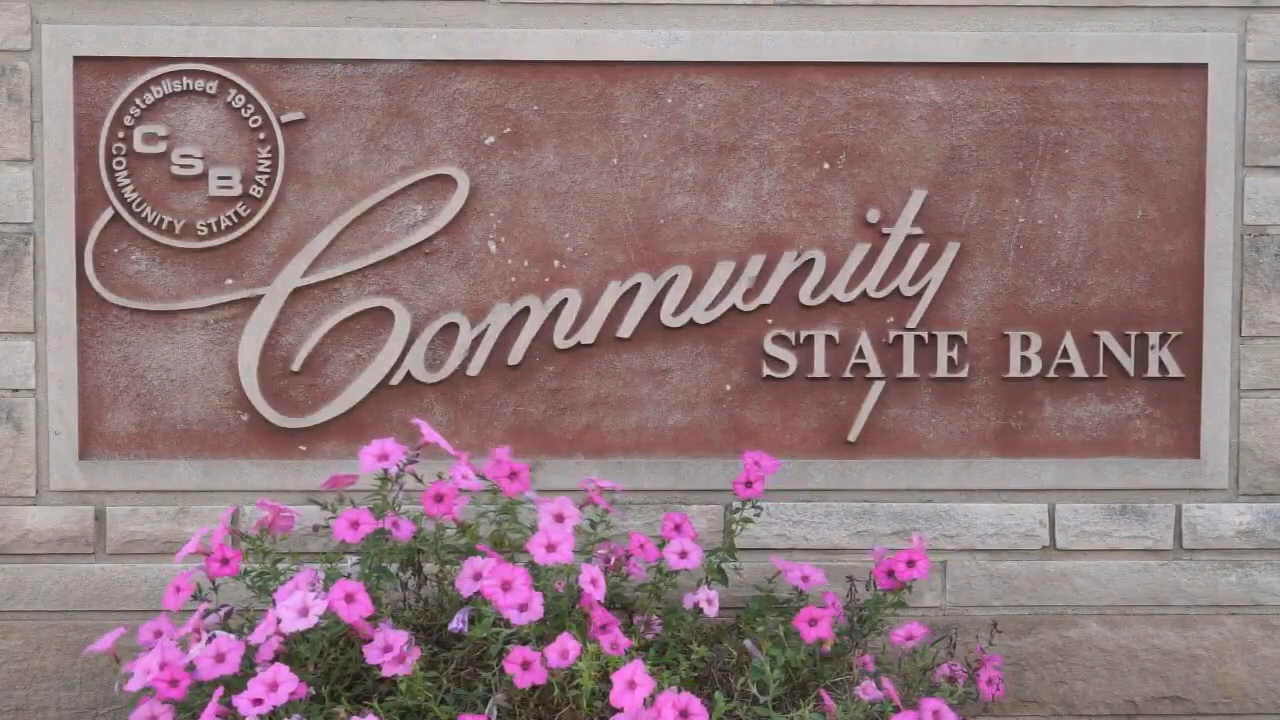 established 1930
CSB
• COMMUNITY STATE BANK •
Community
STATE BANK